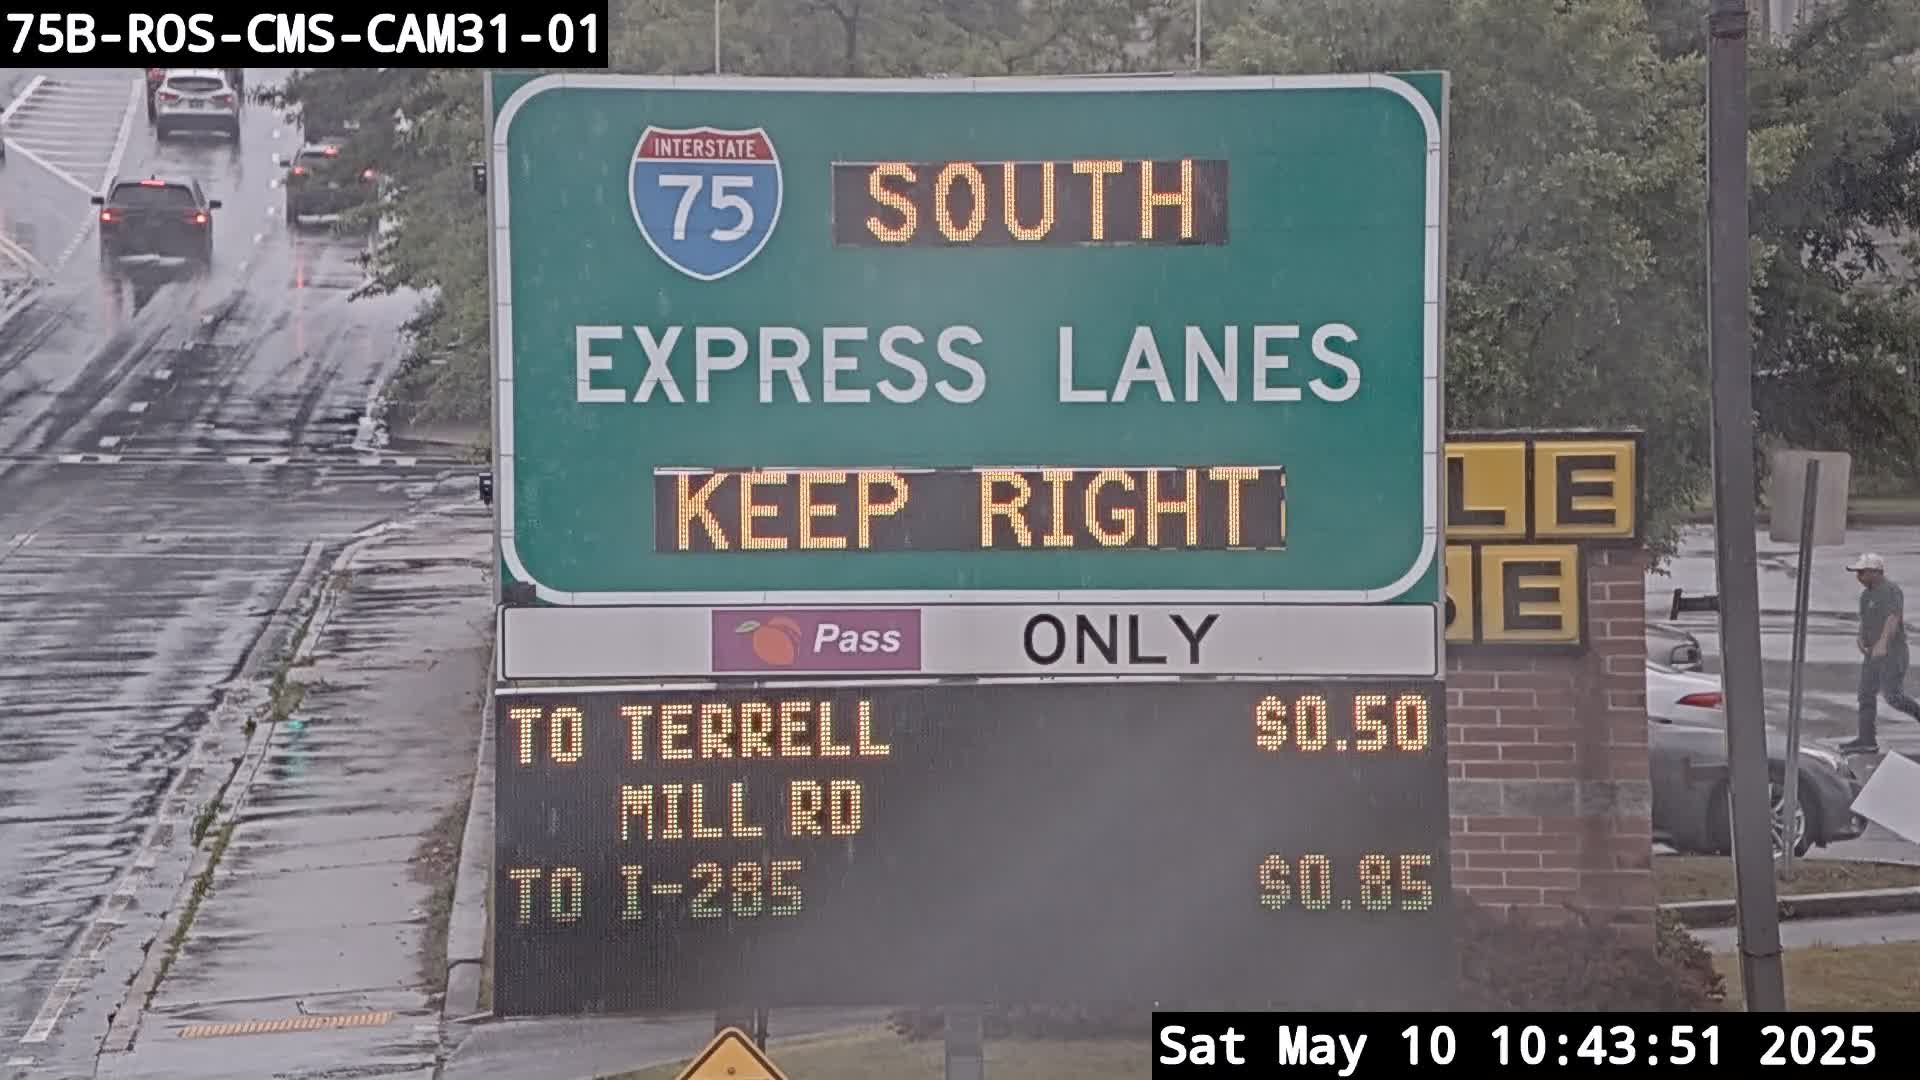 75B-ROS-CMS-CAM31-01
INTERSTATE
75
SOUTH
EXPRESS LANES
KEEP RIGHT
Pass ONLY
TO TERRELL $0.50
MILL RD
TO I-285 $0.85
LE
E
Sat May 10 10:43:51 2025